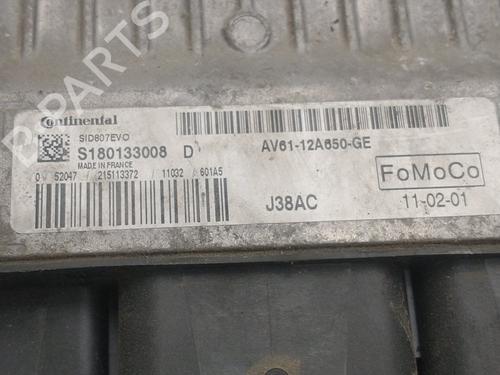 Continental
SID807EVO
S180133008 D
MADE IN FRANCE
0 52047 / 215113372 11032 / 601A5
AV61-12A650-GE
J38AC
FoMoCo
11-02-01
B-PARTS